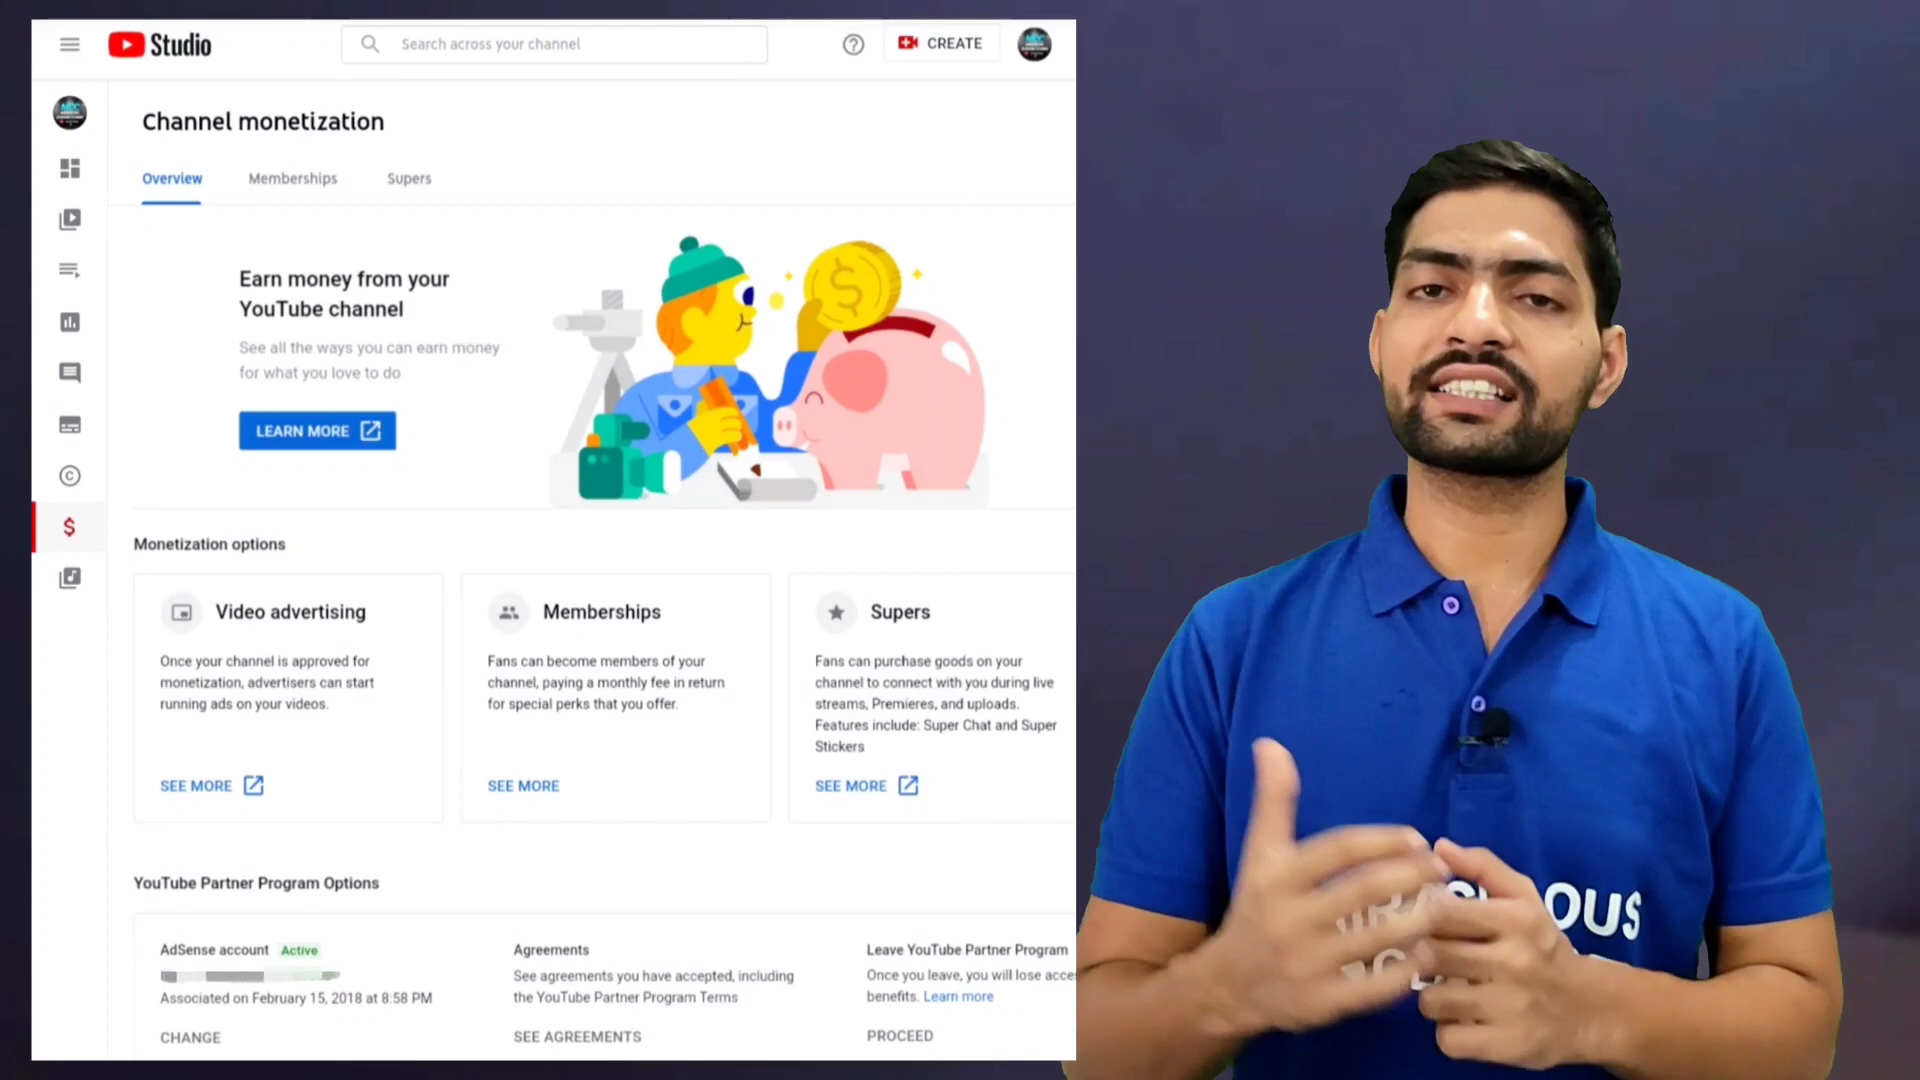 Studio
Search across your channel
CREATE
Channel monetization
Overview
Memberships
Supers
Earn money from your
YouTube channel
See all the ways you can earn money
for what you love to do
LEARN MORE
Monetization options
Video advertising
Once your channel is approved for
monetization, advertisers can start
running ads on your videos.
SEE MORE
Memberships
Fans can become members of your
channel, paying a monthly fee in return
for special perks that you offer.
SEE MORE
Supers
Fans can purchase goods on your
channel to connect with you during live
streams, Premieres, and uploads.
Features include: Super Chat and Super
Stickers
SEE MORE
YouTube Partner Program Options
AdSense account Active
Associated on February 15, 2018 at 8:58 PM
CHANGE
Agreements
See agreements you have accepted, including
the YouTube Partner Program Terms
SEE AGREEMENTS
Leave YouTube Partner Program
Once you leave, you will lose
benefits. Learn more
PROCEED